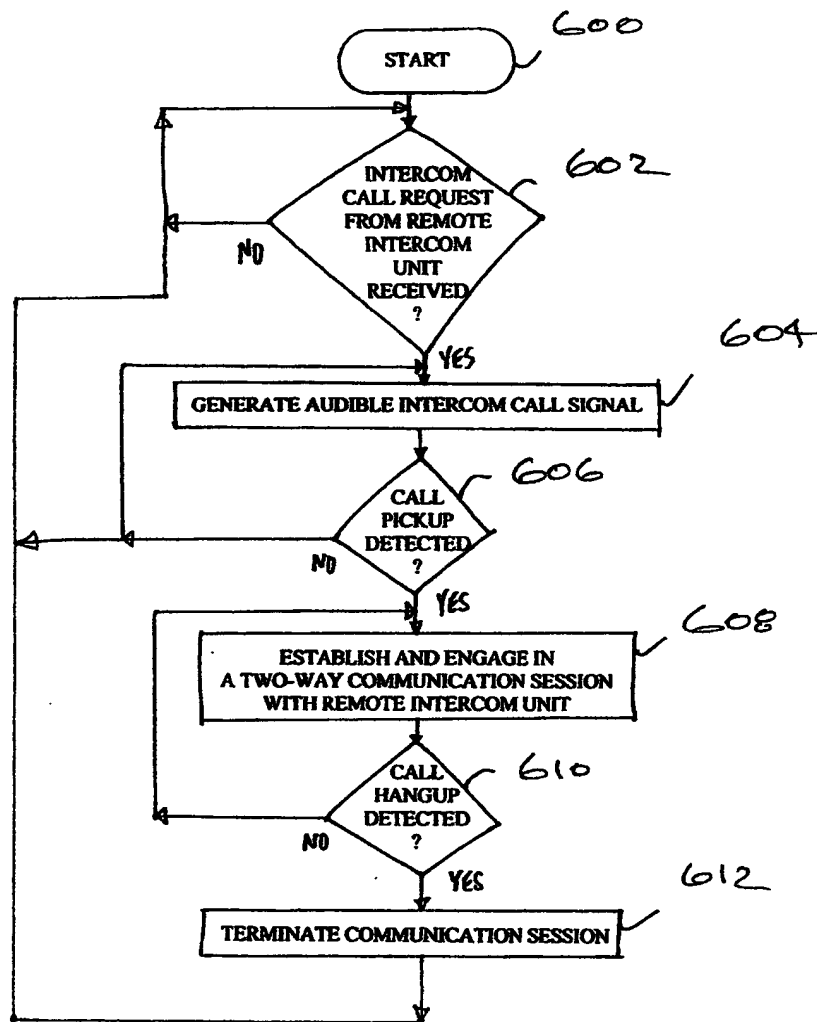 600
START
602
INTERCOM
CALL REQUEST
FROM REMOTE
INTERCOM
UNIT
RECEIVED
?
NO
YES
604
GENERATE AUDIBLE INTERCOM CALL SIGNAL
606
CALL
PICKUP
DETECTED
?
NO
YES
608
ESTABLISH AND ENGAGE IN
A TWO-WAY COMMUNICATION SESSION
WITH REMOTE INTERCOM UNIT
610
CALL
HANGUP
DETECTED
?
NO
YES
612
TERMINATE COMMUNICATION SESSION